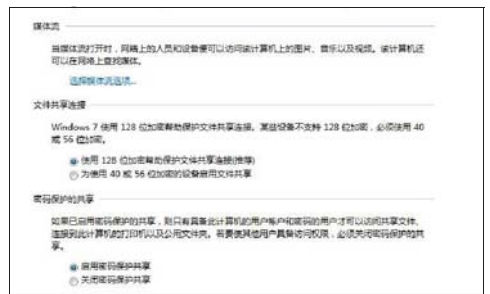 媒体流
当媒体流打开时，网络上的人员和设备便可以访问该计算机上的图片、音乐以及视频。该计算机还
可以在网络上查找媒体。
选择媒体流选项...
文件共享连接
Windows 7 使用 128 位加密帮助保护文件共享连接。某些设备不支持 128 位加密，必须使用 40
或 56 位加密。
使用 128 位加密帮助保护文件共享连接(推荐)
为使用 40 或 56 位加密的设备启用文件共享
密码保护的共享
如果已启用密码保护的共享，则只有具备此计算机的用户帐户和密码的用户才可以访问共享文件、
连接到此计算机的打印机以及公用文件夹。若要使其他用户具备访问权限，必须关闭密码保护的共
享。
启用密码保护共享
关闭密码保护共享